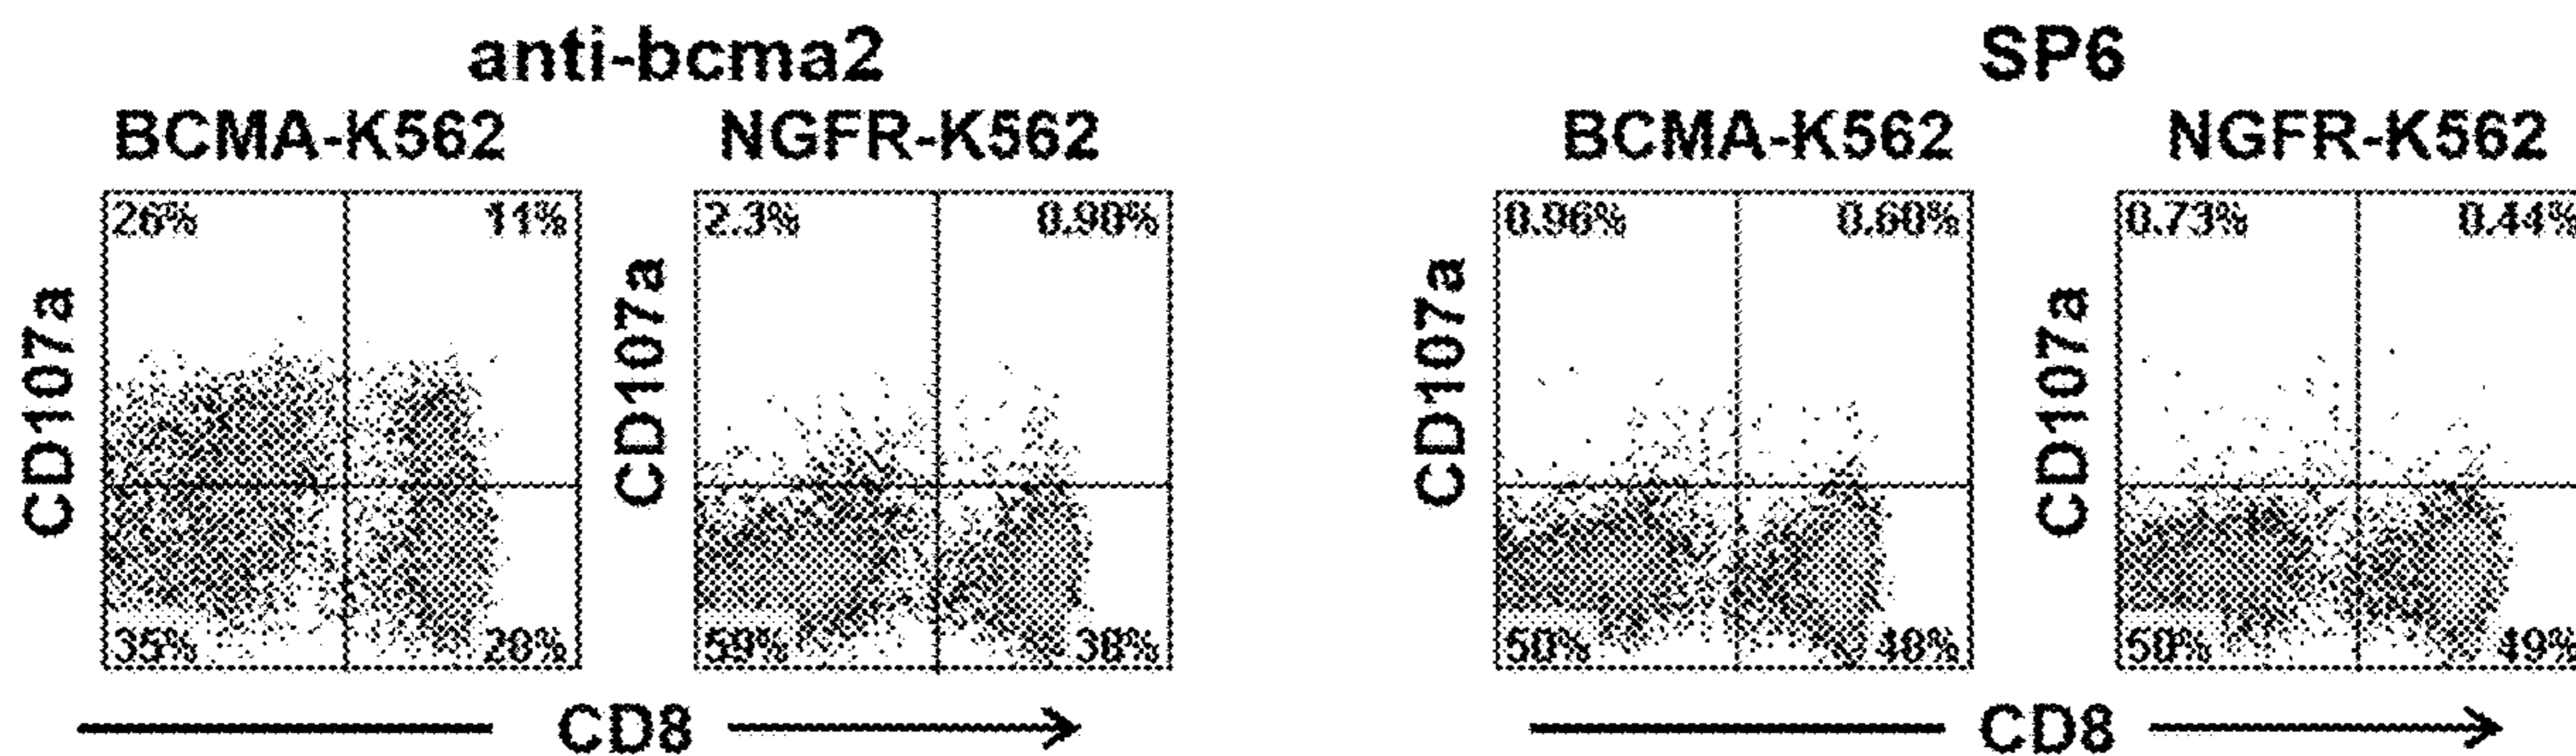 anti-bcma2 SP6
BCMA-K562 NGFR-K562 BCMA-K562 NGFR-K562
26% 11% 2.3% 0.90% 0.96% 0.60% 0.73% 0.44%
CD107a CD107a CD107a CD107a
35% 28% 59% 38% 50% 48% 50% 49%
CD8 CD8